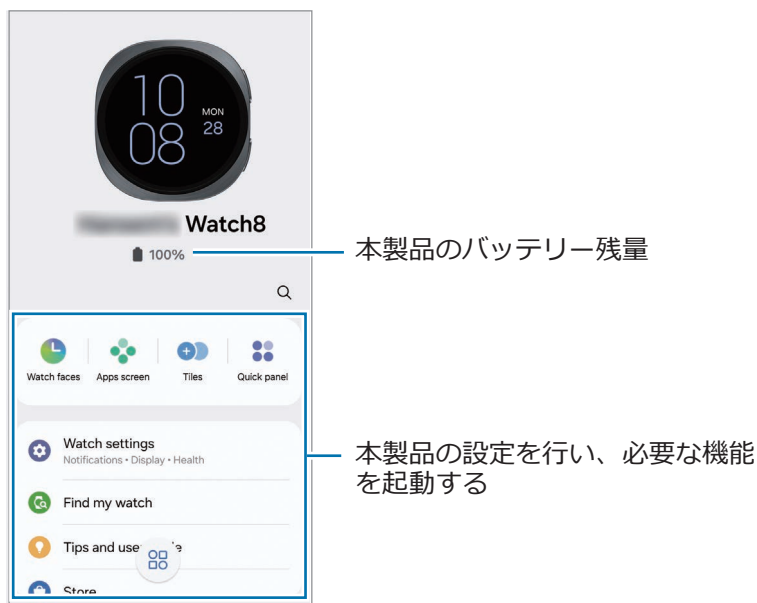 10
08
MON
28
Watch8
100%
本製品のバッテリー残量
Watch faces
Apps screen
Tiles
Quick panel
Watch settings
Notifications • Display • Health
本製品の設定を行い、必要な機能
を起動する
Find my watch
Tips and use
Store